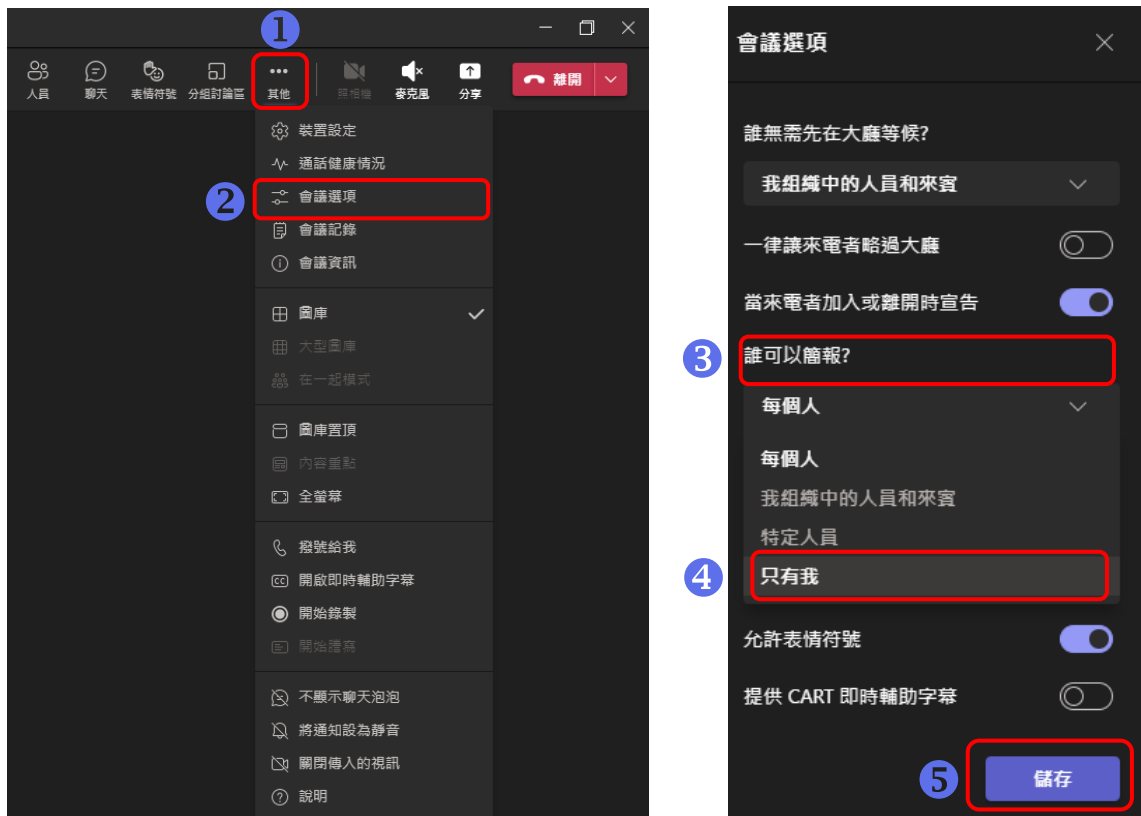 1
人員 聊天 表情符號 分組討論區 其他 照相機 麥克風 分享 離開
裝置設定
通話健康情況
2 會議選項
會議記錄
會議資訊
圖庫
大型圖庫
在一起模式
圖庫置頂
內容重點
全螢幕
撥號給我
CC 開啟即時輔助字幕
開始錄製
開始謄寫
不顯示聊天泡泡
將通知設為靜音
關閉傳入的視訊
說明
會議選項
誰無需先在大廳等候?
我組織中的人員和來賓
一律讓來電者略過大廳
當來電者加入或離開時宣告
3 誰可以簡報?
每個人
每個人
我組織中的人員和來賓
特定人員
4 只有我
允許表情符號
提供 CART 即時輔助字幕
5 儲存